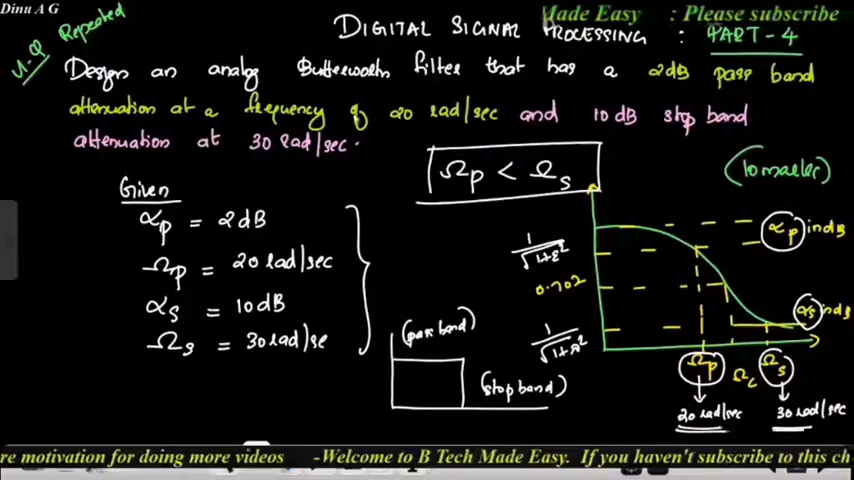 Dinu A G
Made Easy : Please subscribe
U.Q Repeated
DIGITAL SIGNAL PROCESSING : PART - 4
Design an analog Butterworth filter that has a 2dB pass band
attenuation at a frequency of 20 rad/sec and 10 dB stop band
attenuation at 30 rad/sec.
Ωp < Ωs
(10 marks)
Given
αp = 2dB
Ωp = 20 rad/sec
αs = 10dB
Ωs = 30 rad/se
(pass band)
(stop band)
1/√1+ε²
0.707
1/√1+λ²
αp in dB
αs in dB
Ωp Ωc Ωs
20 rad/sec 30 rad/sec
re motivation for doing more videos -Welcome to B Tech Made Easy. If you haven't subscribe to this ch